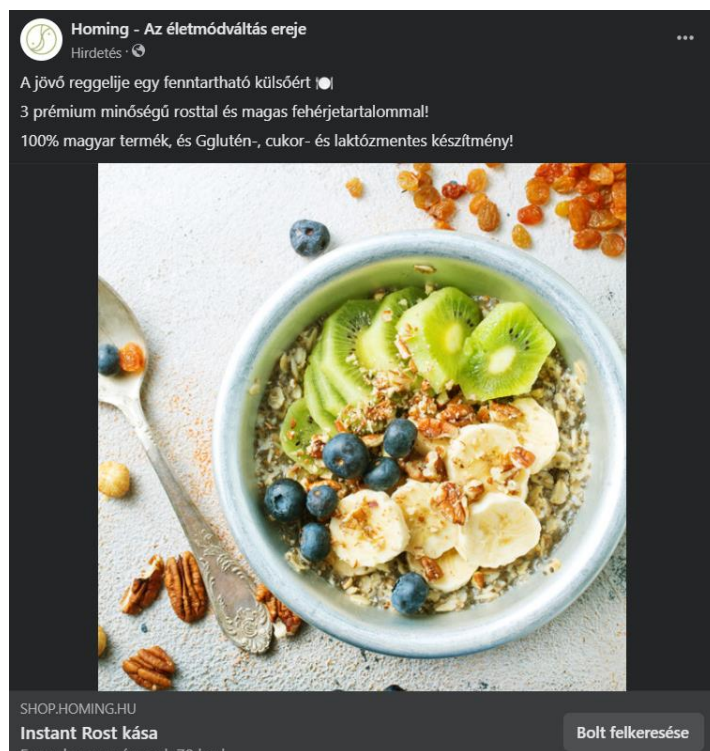 Homing - Az életmódváltás ereje
Hirdetés ·
A jövő reggelije egy fenntartható külsőért 🍽
3 prémium minőségű rosttal és magas fehérjetartalommal!
100% magyar termék, és Gglutén-, cukor- és laktózmentes készítmény!
SHOP.HOMING.HU
Instant Rost kása
Bolt felkeresése